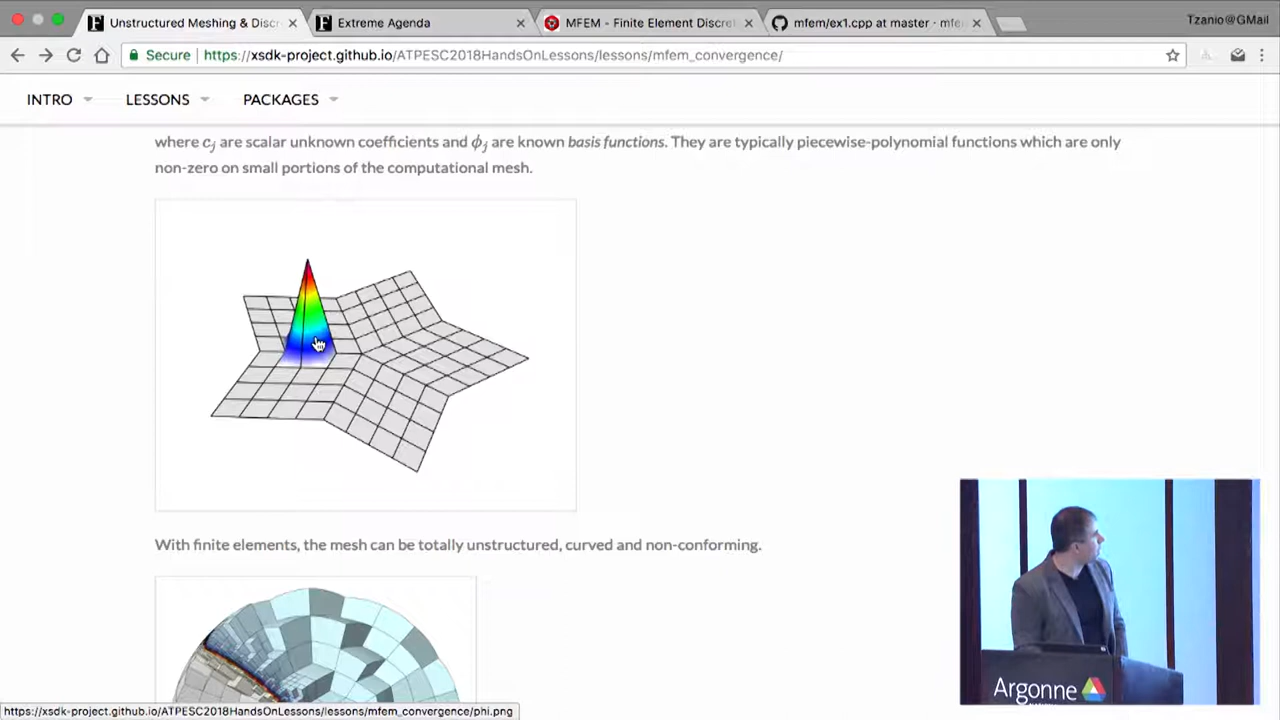 Tzanio@GMail
Unstructured Meshing & Discr
Extreme Agenda
MFEM - Finite Element Discret
mfem/ex1.cpp at master · mfe
Secure https://xsdk-project.github.io/ATPESC2018HandsOnLessons/lessons/mfem_convergence/
INTRO LESSONS PACKAGES
where cj are scalar unknown coefficients and ϕj are known basis functions. They are typically piecewise-polynomial functions which are only
non-zero on small portions of the computational mesh.
With finite elements, the mesh can be totally unstructured, curved and non-conforming.
Argonne
https://xsdk-project.github.io/ATPESC2018HandsOnLessons/lessons/mfem_convergence/phi.png